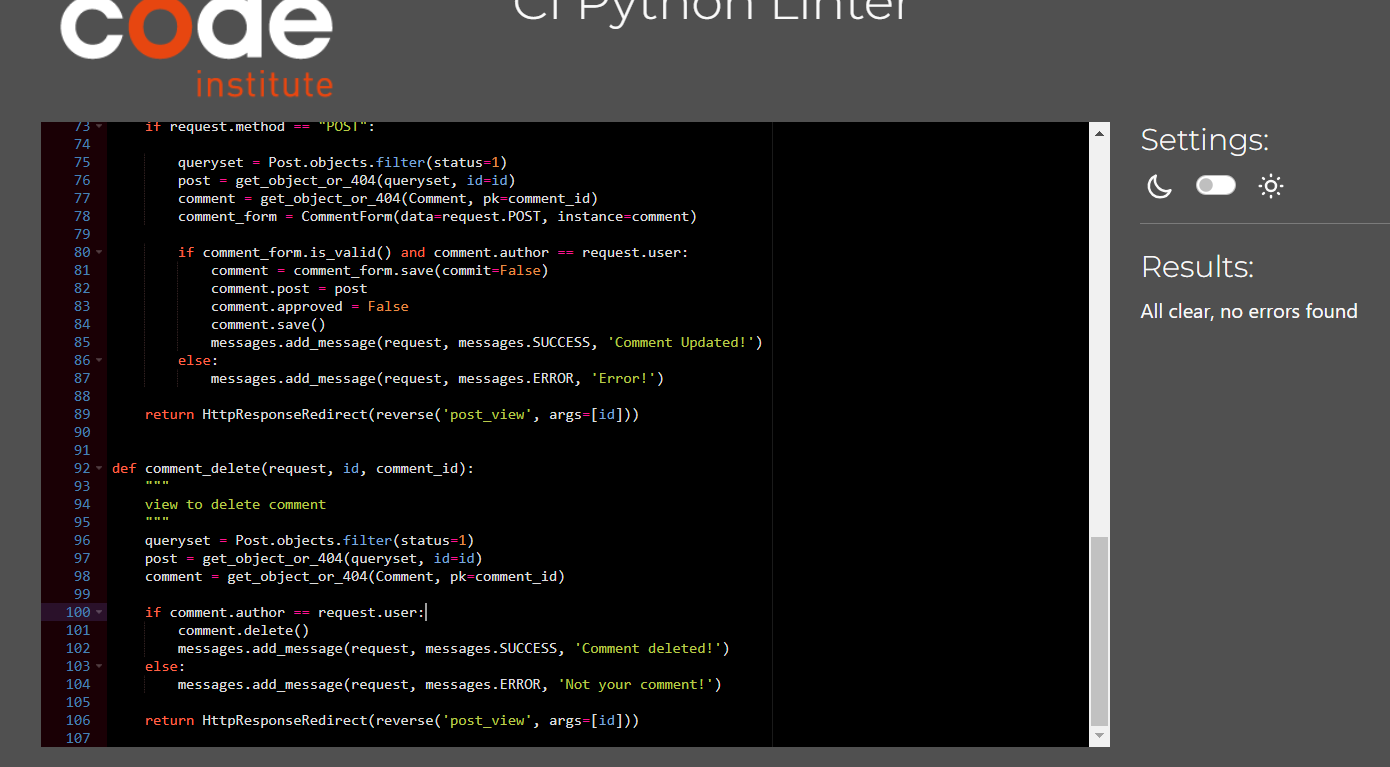 code
institute
CI Python Linter
73 if request.method == "POST":
74
75 queryset = Post.objects.filter(status=1)
76 post = get_object_or_404(queryset, id=id)
77 comment = get_object_or_404(Comment, pk=comment_id)
78 comment_form = CommentForm(data=request.POST, instance=comment)
79
80 if comment_form.is_valid() and comment.author == request.user:
81 comment = comment_form.save(commit=False)
82 comment.post = post
83 comment.approved = False
84 comment.save()
85 messages.add_message(request, messages.SUCCESS, 'Comment Updated!')
86 else:
87 messages.add_message(request, messages.ERROR, 'Error!')
88
89 return HttpResponseRedirect(reverse('post_view', args=[id]))
90
91
92 def comment_delete(request, id, comment_id):
93 """
94 view to delete comment
95 """
96 queryset = Post.objects.filter(status=1)
97 post = get_object_or_404(queryset, id=id)
98 comment = get_object_or_404(Comment, pk=comment_id)
99
100 if comment.author == request.user:
101 comment.delete()
102 messages.add_message(request, messages.SUCCESS, 'Comment deleted!')
103 else:
104 messages.add_message(request, messages.ERROR, 'Not your comment!')
105
106 return HttpResponseRedirect(reverse('post_view', args=[id]))
107
Settings:
Results:
All clear, no errors found